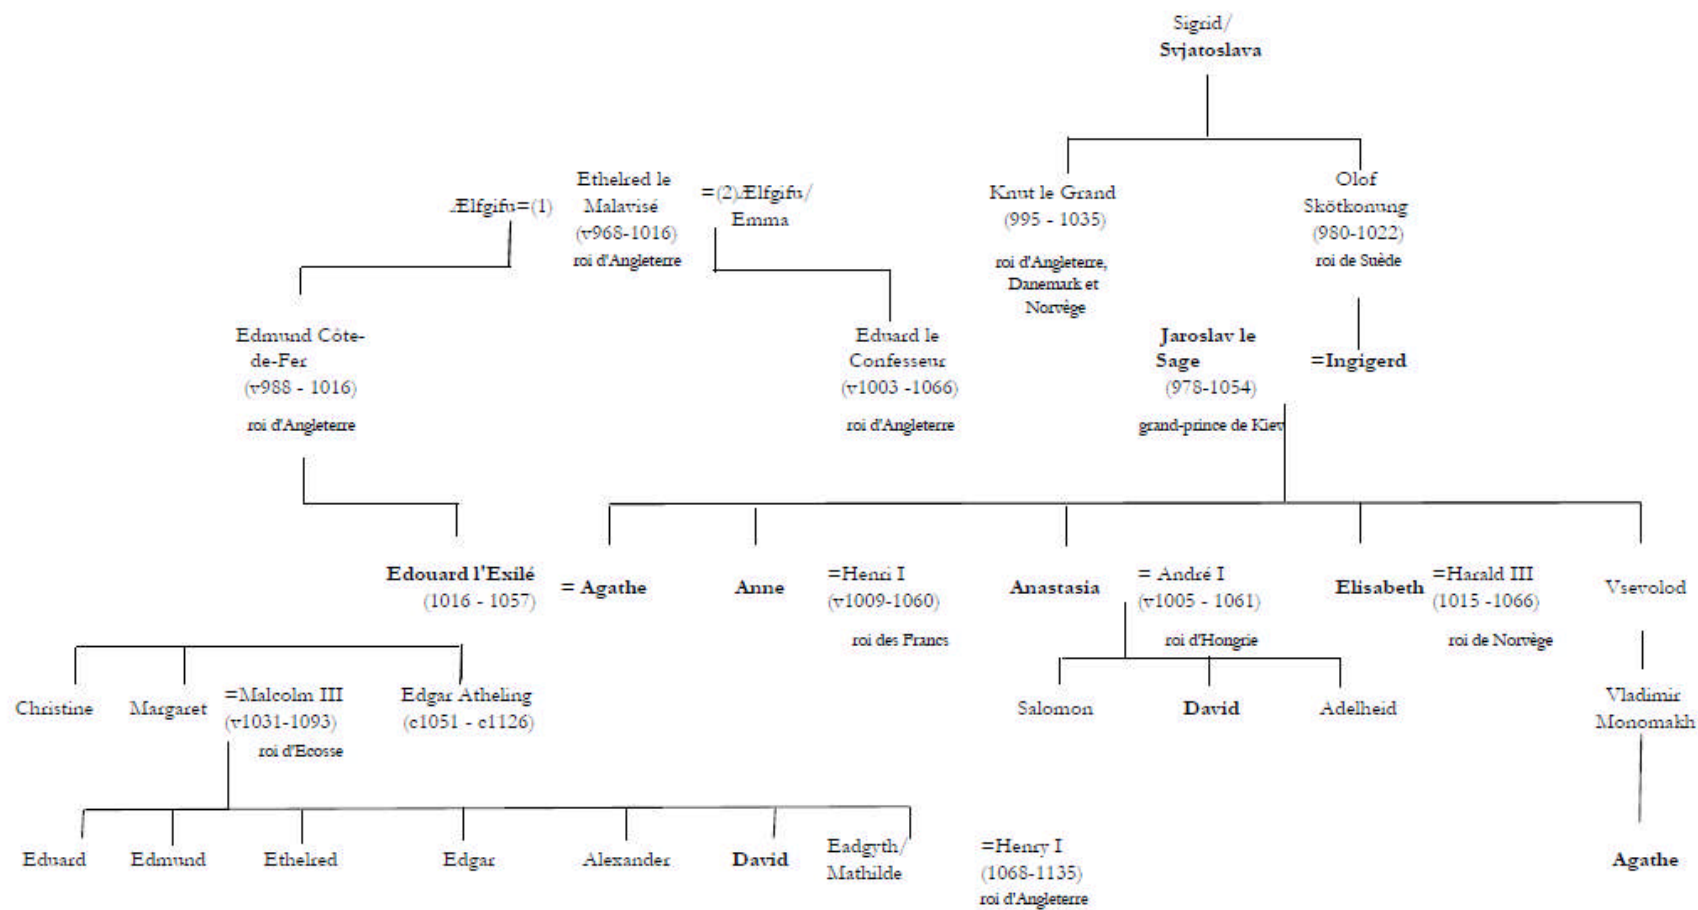 Sigrid/
Svjatoslava
Ethelred le
Malavisé
(v968-1016)
roi d'Angleterre
Ælfgifu=(1)
=(2)Ælfgifu/
Emma
Knut le Grand
(995 - 1035)
roi d'Angleterre,
Danemark et
Norvège
Olof
Skötkonung
(980-1022)
roi de Suède
Edmund Côte-
de-Fer
(v988 - 1016)
roi d'Angleterre
Eduard le
Confesseur
(v1003 -1066)
roi d'Angleterre
Jaroslav le
Sage
(978-1054)
grand-prince de Kiev
=Ingigerd
Edouard l'Exilé
(1016 - 1057)
= Agathe
Anne
=Henri I
(v1009-1060)
roi des Francs
Anastasia
= André I
(v1005 - 1061)
roi d'Hongrie
Elisabeth
=Harald III
(1015 -1066)
roi de Norvège
Vsevolod
Christine
Margaret
=Malcolm III
(v1031-1093)
roi d'Ecosse
Edgar Atheling
(c1051 - c1126)
Salomon
David
Adelheid
Vladimir
Monomakh
Eduard
Edmund
Ethelred
Edgar
Alexander
David
Eadgyth/
Mathilde
=Henry I
(1068-1135)
roi d'Angleterre
Agathe